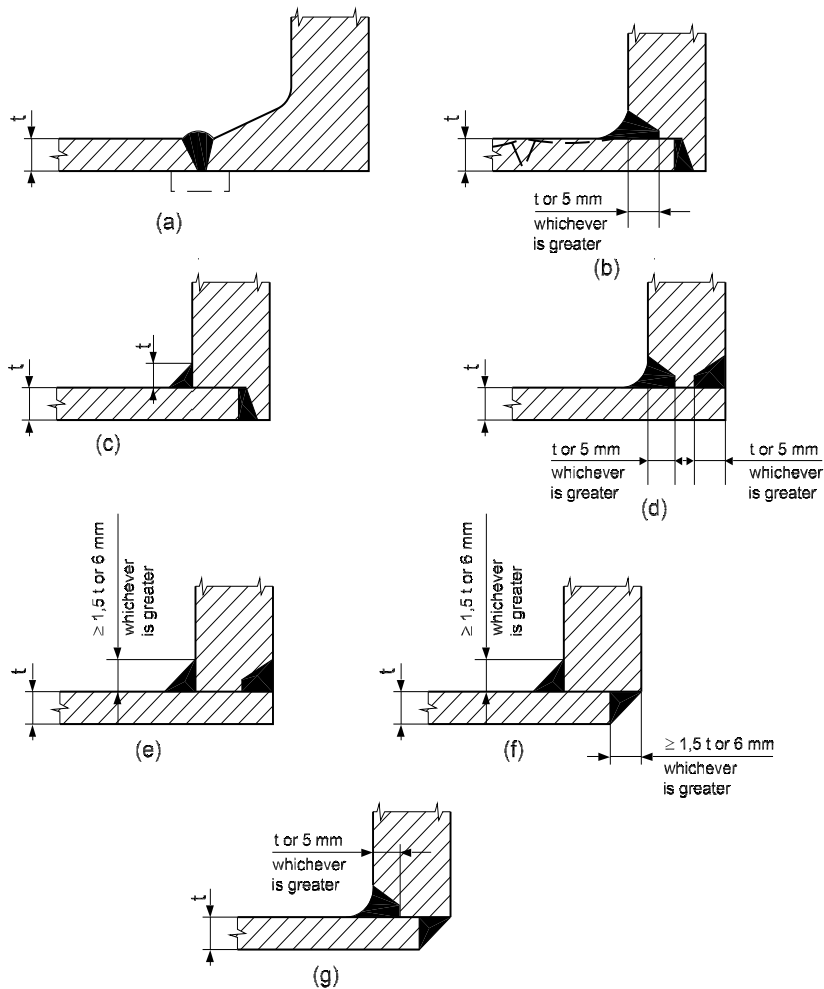 t
(a)
t
t or 5 mm
whichever
is greater
(b)
t
t
(c)
t
t or 5 mm
whichever
is greater
t or 5 mm
whichever
is greater
(d)
≥ 1,5 t or 6 mm
whichever
is greater
t
(e)
≥ 1,5 t or 6 mm
whichever
is greater
t
(f)
≥ 1,5 t or 6 mm
whichever
is greater
t or 5 mm
whichever
is greater
t
(g)